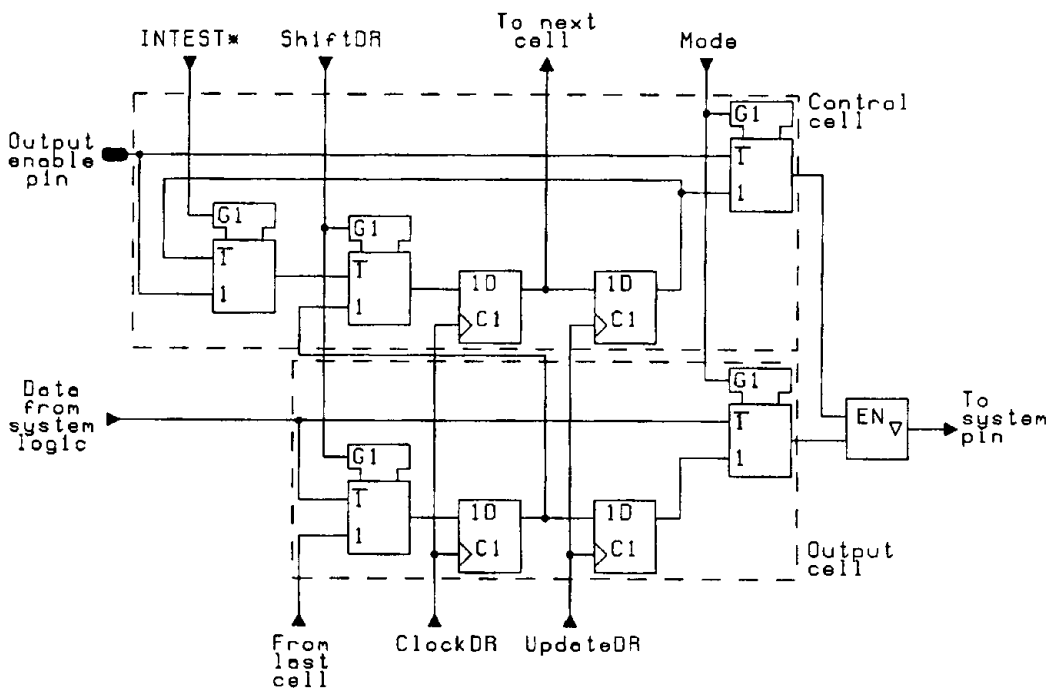 INTEST*
ShiftDR
To next
cell
Mode
Control
cell
Output
enable
pin
G1
T
1
G1
T
1
G1
T
1
1D
C1
1D
C1
Data
from
system
logic
G1
T
1
EN
To
system
pin
G1
T
1
1D
C1
1D
C1
Output
cell
From
last
cell
ClockDR
UpdateDR